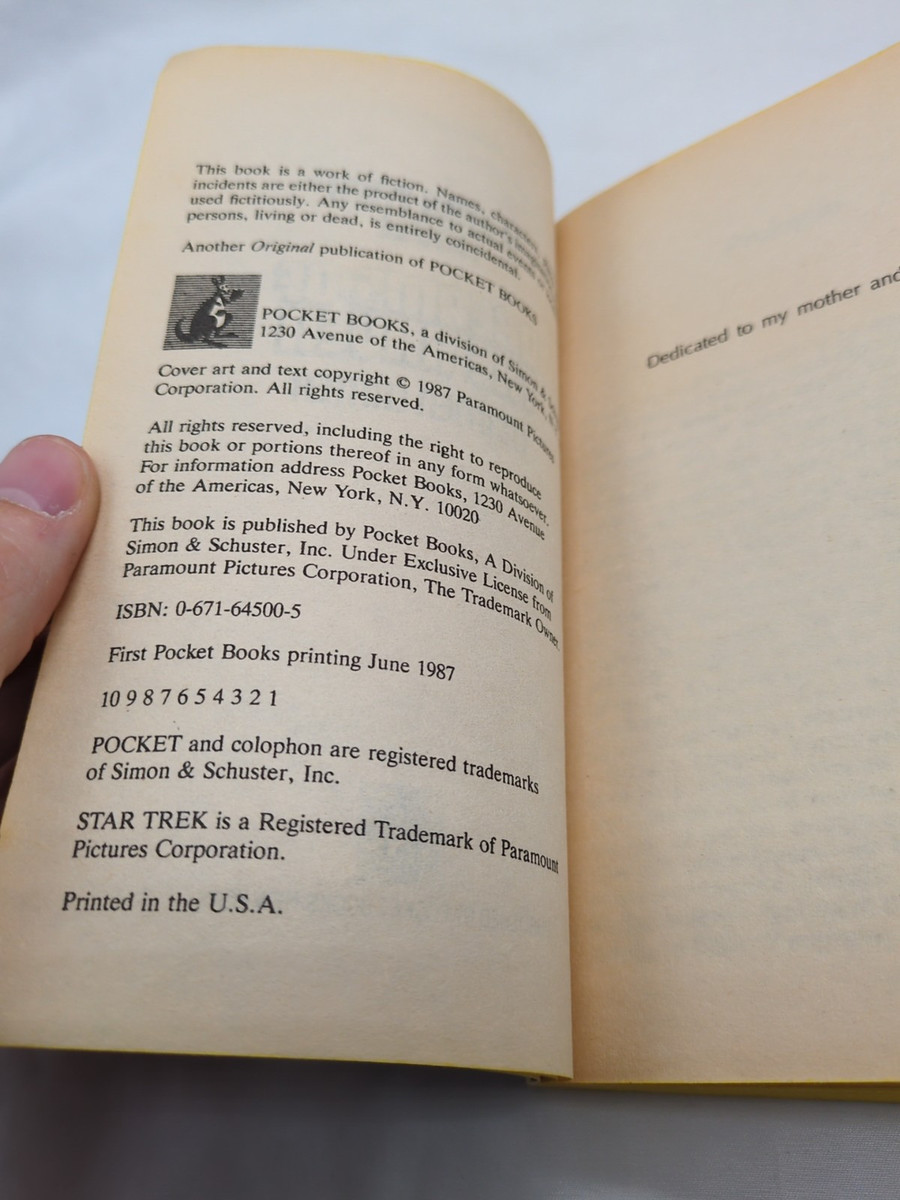 This book is a work of fiction. Names, characters,
incidents are either the product of the author's
used fictitiously. Any resemblance to actual events or
persons, living or dead, is entirely coincidental.
Another Original publication of POCKET BOOKS
POCKET BOOKS, a division of Simon &
1230 Avenue of the Americas, New York,
Cover art and text copyright © 1987 Paramount Pictures
Corporation. All rights reserved.
All rights reserved, including the right to reproduce
this book or portions thereof in any form whatsoever.
For information address Pocket Books, 1230 Avenue
of the Americas, New York, N.Y. 10020
This book is published by Pocket Books, A Division of
Simon & Schuster, Inc. Under Exclusive License from
Paramount Pictures Corporation, The Trademark Owner.
ISBN: 0-671-64500-5
First Pocket Books printing June 1987
10 9 8 7 6 5 4 3 2 1
POCKET and colophon are registered trademarks
of Simon & Schuster, Inc.
STAR TREK is a Registered Trademark of Paramount
Pictures Corporation.
Printed in the U.S.A.
Dedicated to my mother and